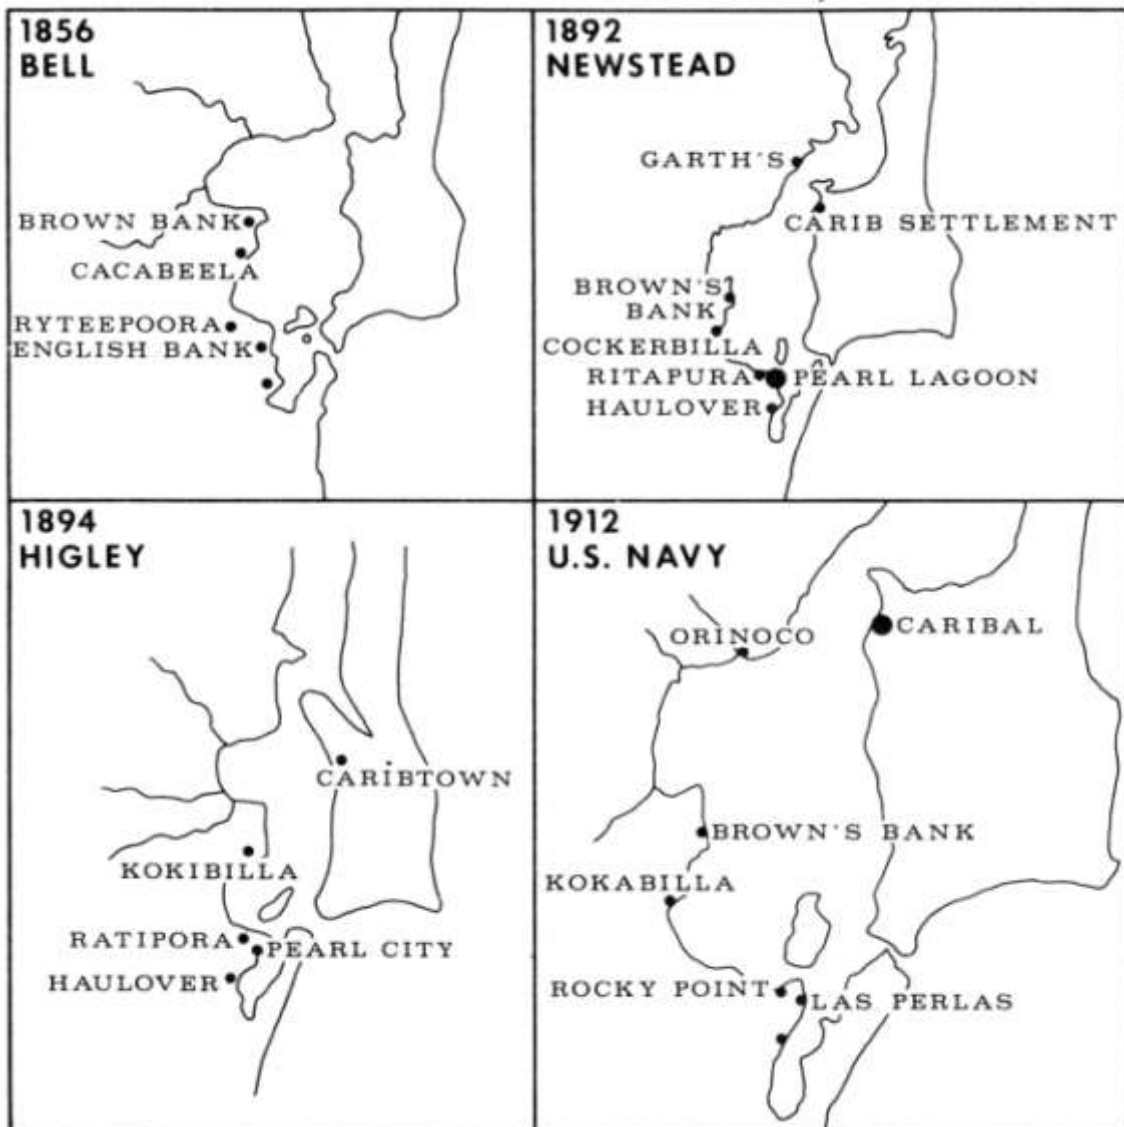 1856
BELL
BROWN BANK
CACABEELA
RYTEEPOORA
ENGLISH BANK
1892
NEWSTEAD
GARTH'S
CARIB SETTLEMENT
BROWN'S
BANK
COCKERBILLA
RITAPURA
PEARL LAGOON
HAULOVER
1894
HIGLEY
CARIBTOWN
KOKIBILLA
RATIPORA
PEARL CITY
HAULOVER
1912
U.S. NAVY
ORINOCO
CARIBAL
BROWN'S BANK
KOKABILLA
ROCKY POINT
LAS PERLAS